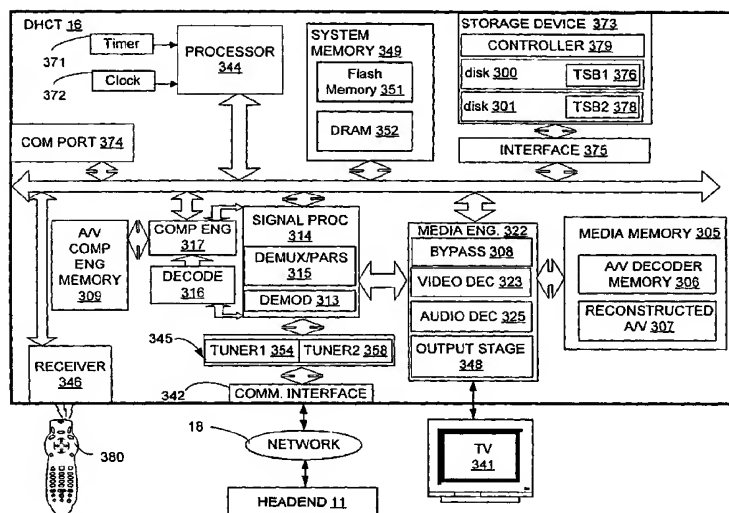 DHCT 16
Timer
371
Clock
372
PROCESSOR
344
SYSTEM
MEMORY 349
Flash
Memory 351
DRAM 352
STORAGE DEVICE 373
CONTROLLER 379
disk 300
TSB1 376
disk 301
TSB2 378
COM PORT 374
INTERFACE 375
A/V
COMP
ENG
MEMORY
309
COMP ENG
317
DECODE
316
SIGNAL PROC
314
DEMUX/PARS
315
DEMOD 313
MEDIA ENG. 322
BYPASS 308
VIDEO DEC 323
AUDIO DEC 325
OUTPUT STAGE
348
MEDIA MEMORY 305
A/V DECODER
MEMORY 306
RECONSTRUCTED
A/V 307
345
TUNER1 354
TUNER2 358
RECEIVER
346
342
COMM. INTERFACE
380
18
NETWORK
TV
341
HEADEND 11